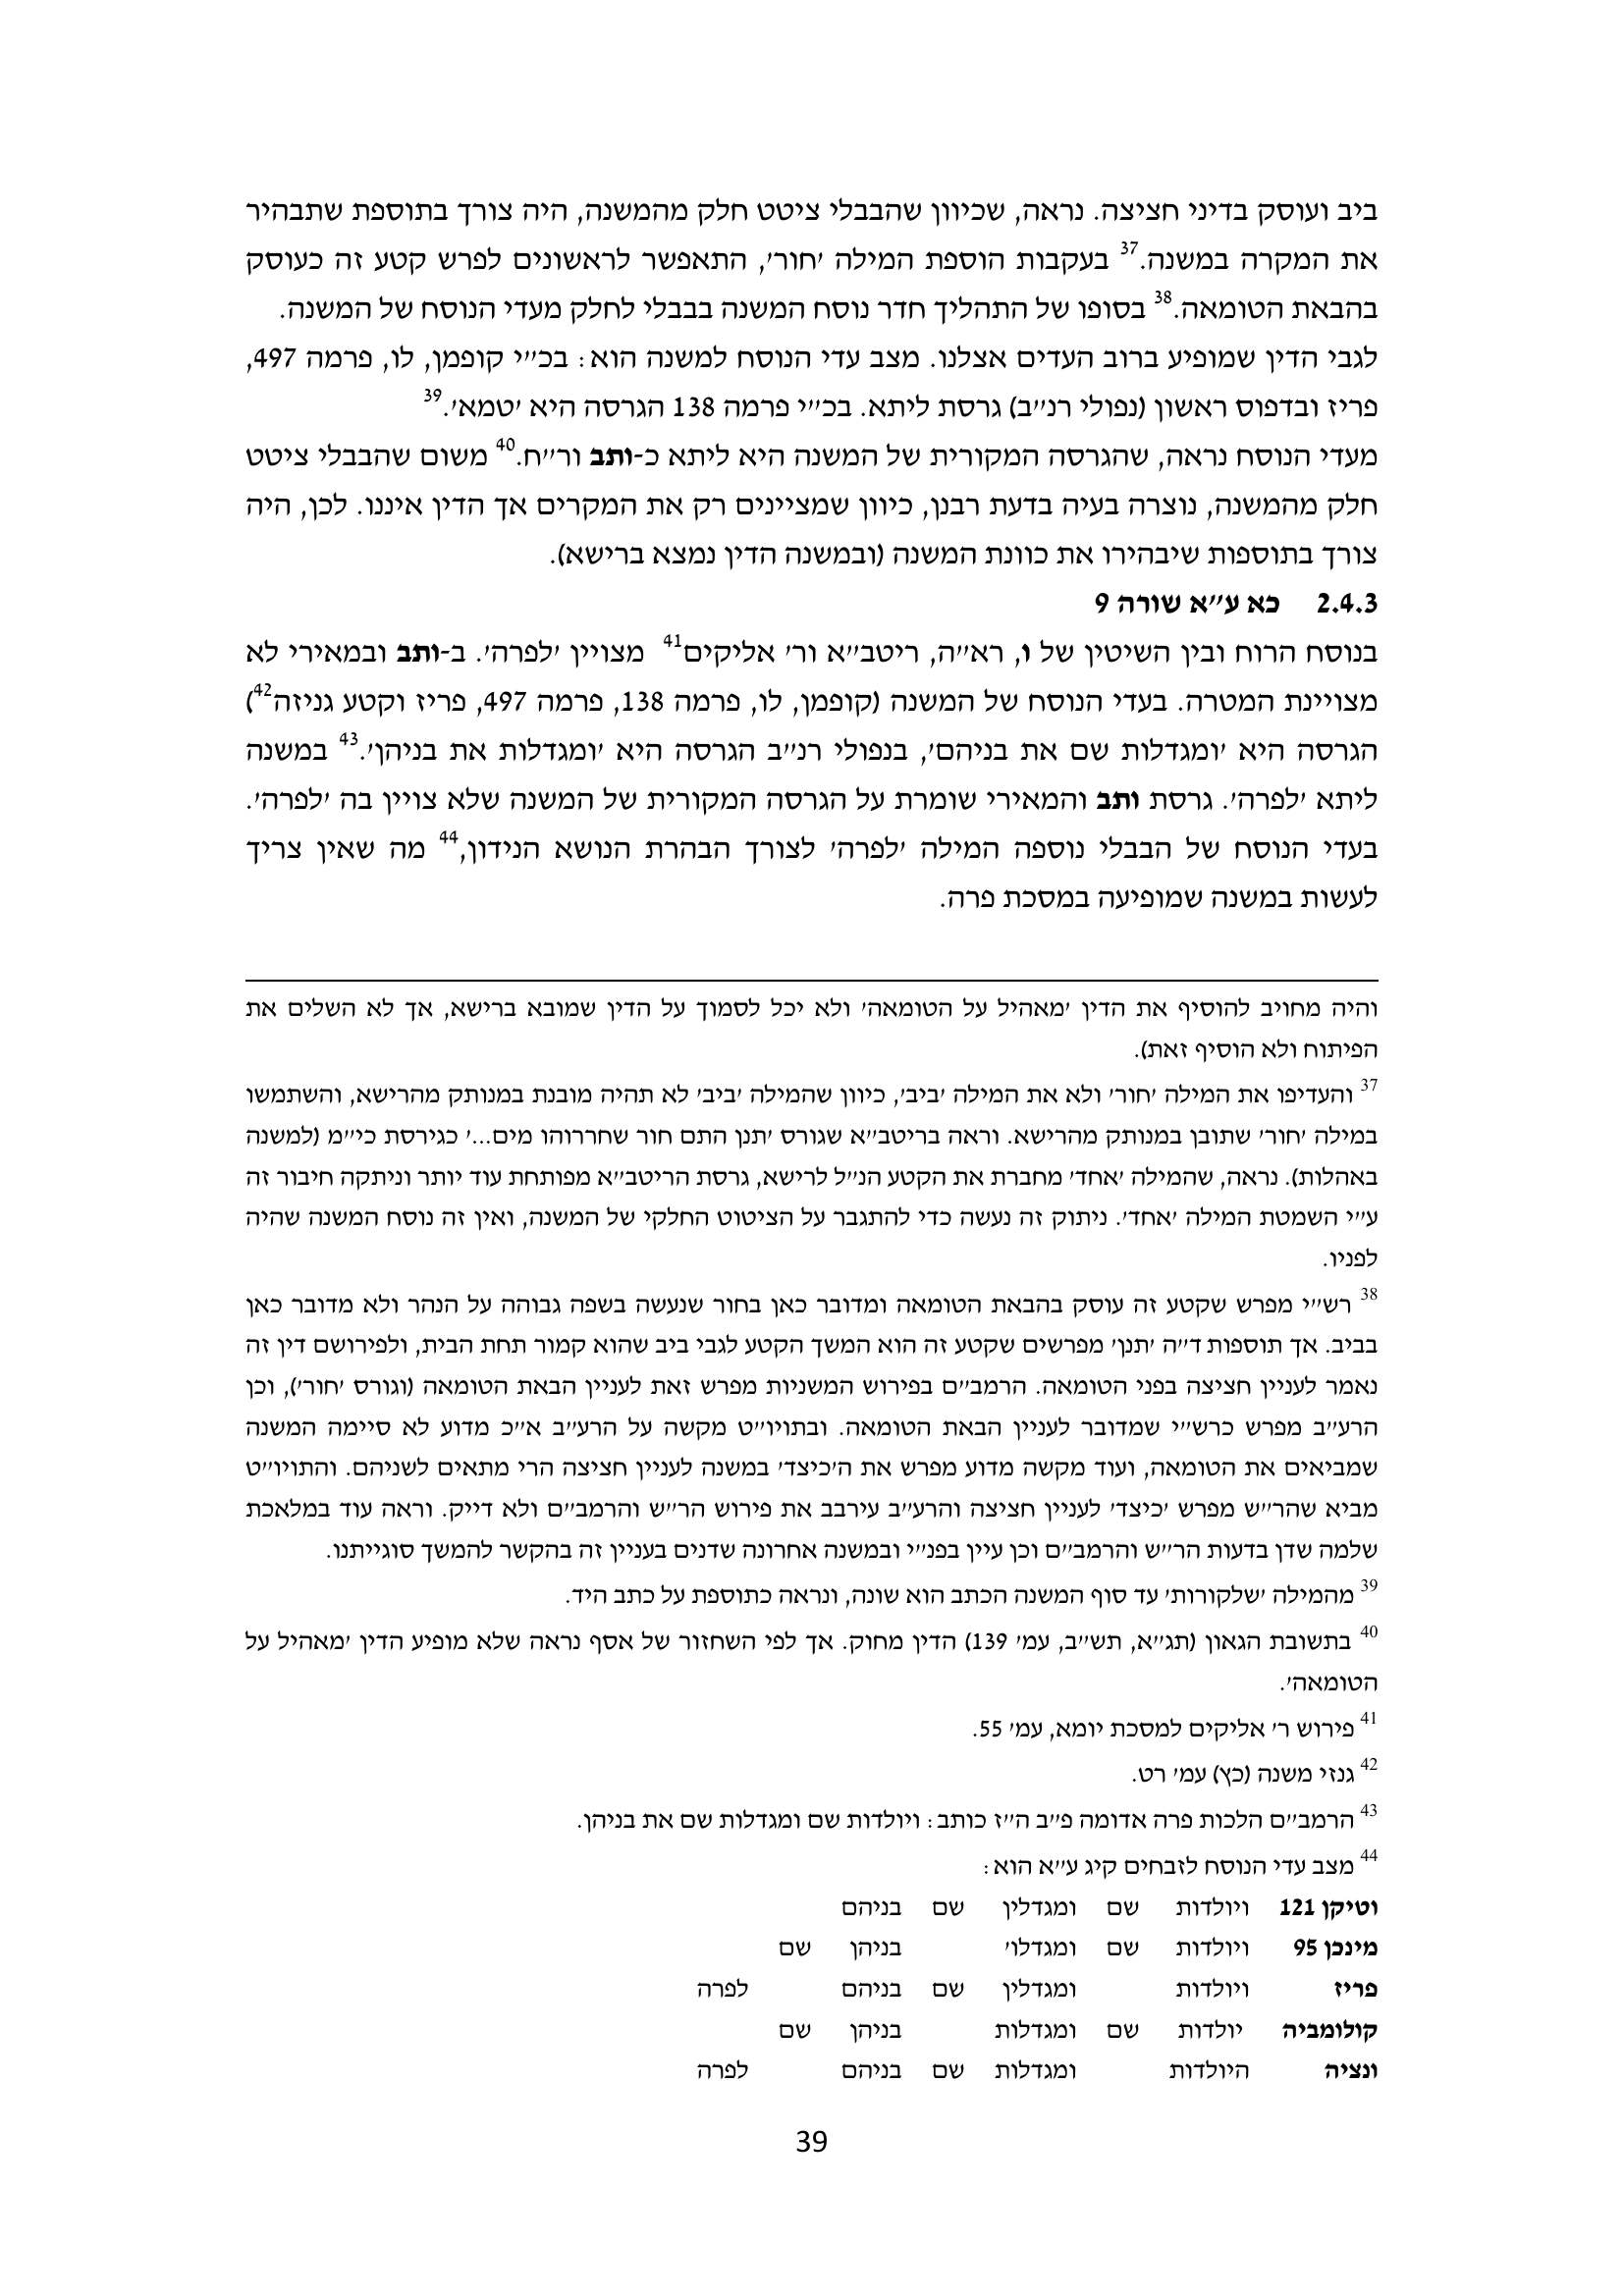 ביב ועוסק בדיני חציצה. נראה, שכיוון שהבבלי ציטט חלק מהמשנה, היה צורך בתוספת שתבהיר
את המקרה במשנה.37 בעקבות הוספת המילה 'חור', התאפשר לראשונים לפרש קטע זה כעוסק
בהבאת הטומאה.38 בסופו של התהליך חדר נוסח המשנה בבבלי לחלק מעדי הנוסח של המשנה.
לגבי הדין שמופיע ברוב העדים אצלנו. מצב עדי הנוסח למשנה הוא: בכ״י קופמן, לו, פרמה 497,
פריז ובדפוס ראשון (נפולי רנ״ב) גרסת ליתא. בכ״י פרמה 138 הגרסה היא 'טמא'.39
מעדי הנוסח נראה, שהגרסה המקורית של המשנה היא ליתא כ-ותב ור״ח.40 משום שהבבלי ציטט
חלק מהמשנה, נוצרה בעיה בדעת רבנן, כיוון שמציינים רק את המקרים אך הדין איננו. לכן, היה
צורך בתוספות שיבהירו את כוונת המשנה (ובמשנה הדין נמצא ברישא).
2.4.3 כא ע״א שורה 9
בנוסח הרוח ובין השיטין של ו, רא״ה, ריטב״א ור' אליקים41 מצויין 'לפרה'. ב-ותב ובמאירי לא
מצויינת המטרה. בעדי הנוסח של המשנה (קופמן, לו, פרמה 138, פרמה 497, פריז וקטע גניזה42)
הגרסה היא 'ומגדלות שם את בניהם', בנפולי רנ״ב הגרסה היא 'ומגדלות את בניהן'.43 במשנה
ליתא 'לפרה'. גרסת ותב והמאירי שומרת על הגרסה המקורית של המשנה שלא צויין בה 'לפרה'.
בעדי הנוסח של הבבלי נוספה המילה 'לפרה' לצורך הבהרת הנושא הנידון,44 מה שאין צריך
לעשות במשנה שמופיעה במסכת פרה.
והיה מחויב להוסיף את הדין 'מאהיל על הטומאה' ולא יכל לסמוך על הדין שמובא ברישא, אך לא השלים את
הפיתוח ולא הוסיף זאת).
37 והעדיפו את המילה 'חור' ולא את המילה 'ביב', כיוון שהמילה 'ביב' לא תהיה מובנת במנותק מהרישא, והשתמשו
במילה 'חור' שתובן במנותק מהרישא. וראה בריטב״א שגורס 'תנן התם חור שחררוהו מים...' כגירסת כי״מ (למשנה
באהלות). נראה, שהמילה 'אחד' מחברת את הקטע הנ״ל לרישא, גרסת הריטב״א מפותחת עוד יותר וניתקה חיבור זה
ע״י השמטת המילה 'אחד'. ניתוק זה נעשה כדי להתגבר על הציטוט החלקי של המשנה, ואין זה נוסח המשנה שהיה
לפניו.
38 רש״י מפרש שקטע זה עוסק בהבאת הטומאה ומדובר כאן בחור שנעשה בשפה גבוהה על הנהר ולא מדובר כאן
בביב. אך תוספות ד״ה 'תנן' מפרשים שקטע זה הוא המשך הקטע לגבי ביב שהוא קמור תחת הבית, ולפירושם דין זה
נאמר לעניין חציצה בפני הטומאה. הרמב״ם בפירוש המשניות מפרש זאת לעניין הבאת הטומאה (וגורס 'חור'), וכן
הרע״ב מפרש כרש״י שמדובר לעניין הבאת הטומאה. ובתויו״ט מקשה על הרע״ב א״כ מדוע לא סיימה המשנה
שמביאים את הטומאה, ועוד מקשה מדוע מפרש את ה'כיצד' במשנה לעניין חציצה הרי מתאים לשניהם. והתויו״ט
מביא שהר״ש מפרש 'כיצד' לעניין חציצה והרע״ב עירבב את פירוש הר״ש והרמב״ם ולא דייק. וראה עוד במלאכת
שלמה שדן בדעות הר״ש והרמב״ם וכן עיין בפנ״י ובמשנה אחרונה שדנים בעניין זה בהקשר להמשך סוגייתנו.
39 מהמילה 'שלקורות' עד סוף המשנה הכתב הוא שונה, ונראה כתוספת על כתב היד.
40 בתשובת הגאון (תג״א, תש״ב, עמ' 139) הדין מחוק. אך לפי השחזור של אסף נראה שלא מופיע הדין 'מאהיל על
הטומאה'.
41 פירוש ר' אליקים למסכת יומא, עמ' 55.
42 גנזי משנה (כץ) עמ' רט.
43 הרמב״ם הלכות פרה אדומה פ״ב ה״ז כותב: ויולדות שם ומגדלות שם את בניהן.
44 מצב עדי הנוסח לזבחים קיג ע״א הוא:
וטיקן 121 ויולדות שם ומגדלין שם בניהם
מינכן 95 ויולדות שם ומגדלו' בניהן שם
פריז ויולדות ומגדלין שם בניהם לפרה
קולומביה יולדות שם ומגדלות בניהן שם
ונציה היולדות ומגדלות שם בניהם לפרה
39